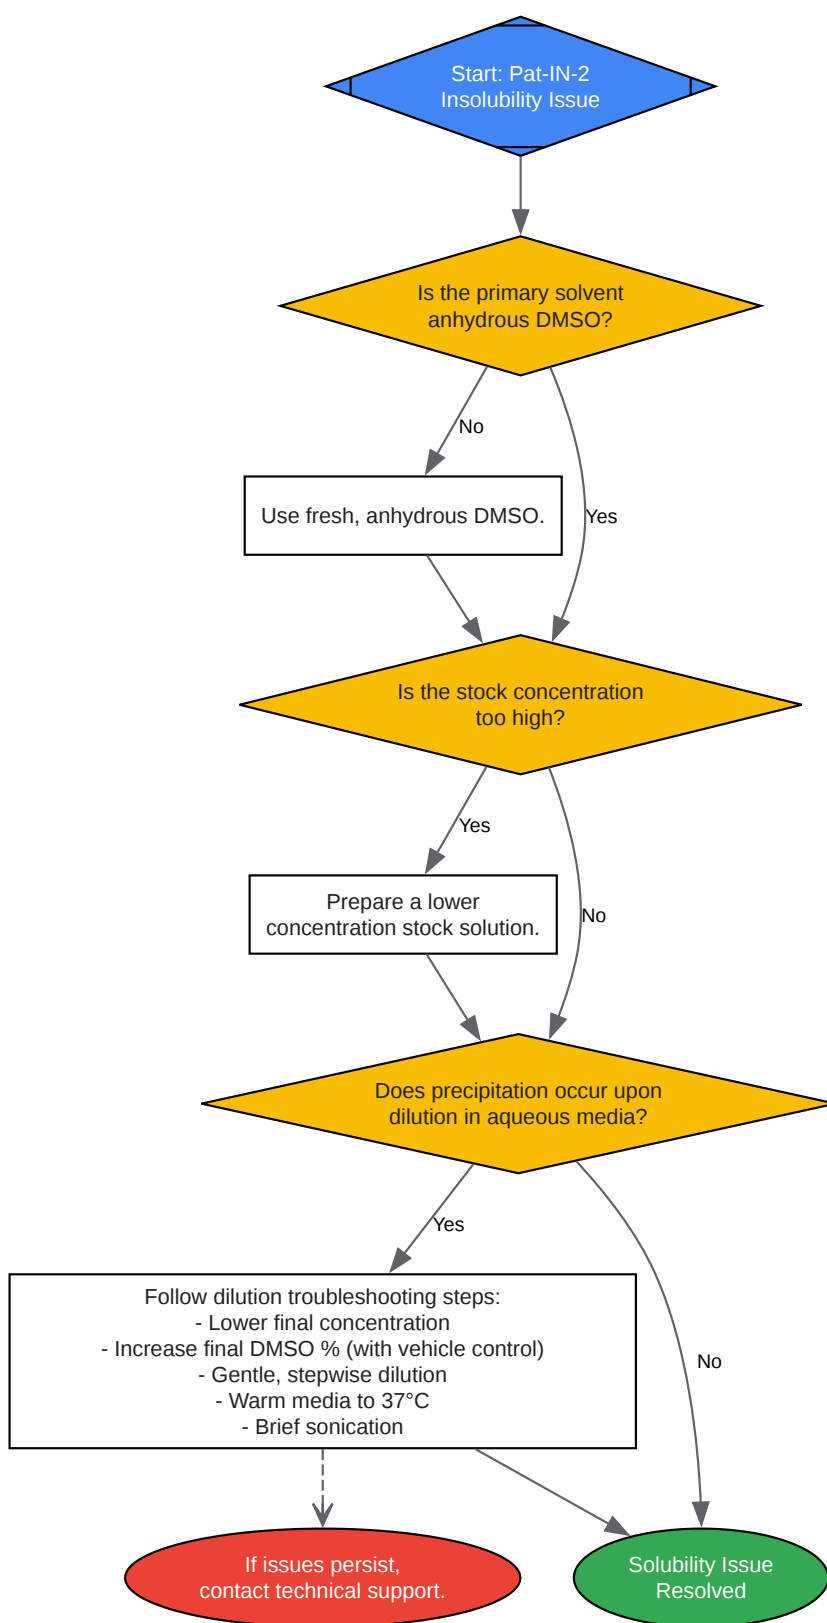 Start: Pat-IN-2
Insolubility Issue
Is the primary solvent
anhydrous DMSO?
No
Use fresh, anhydrous DMSO.
Yes
Is the stock concentration
too high?
Yes
Prepare a lower
concentration stock solution.
No
Does precipitation occur upon
dilution in aqueous media?
Yes
Follow dilution troubleshooting steps:
- Lower final concentration
- Increase final DMSO % (with vehicle control)
- Gentle, stepwise dilution
- Warm media to 37°C
- Brief sonication
No
If issues persist,
contact technical support.
Solubility Issue
Resolved